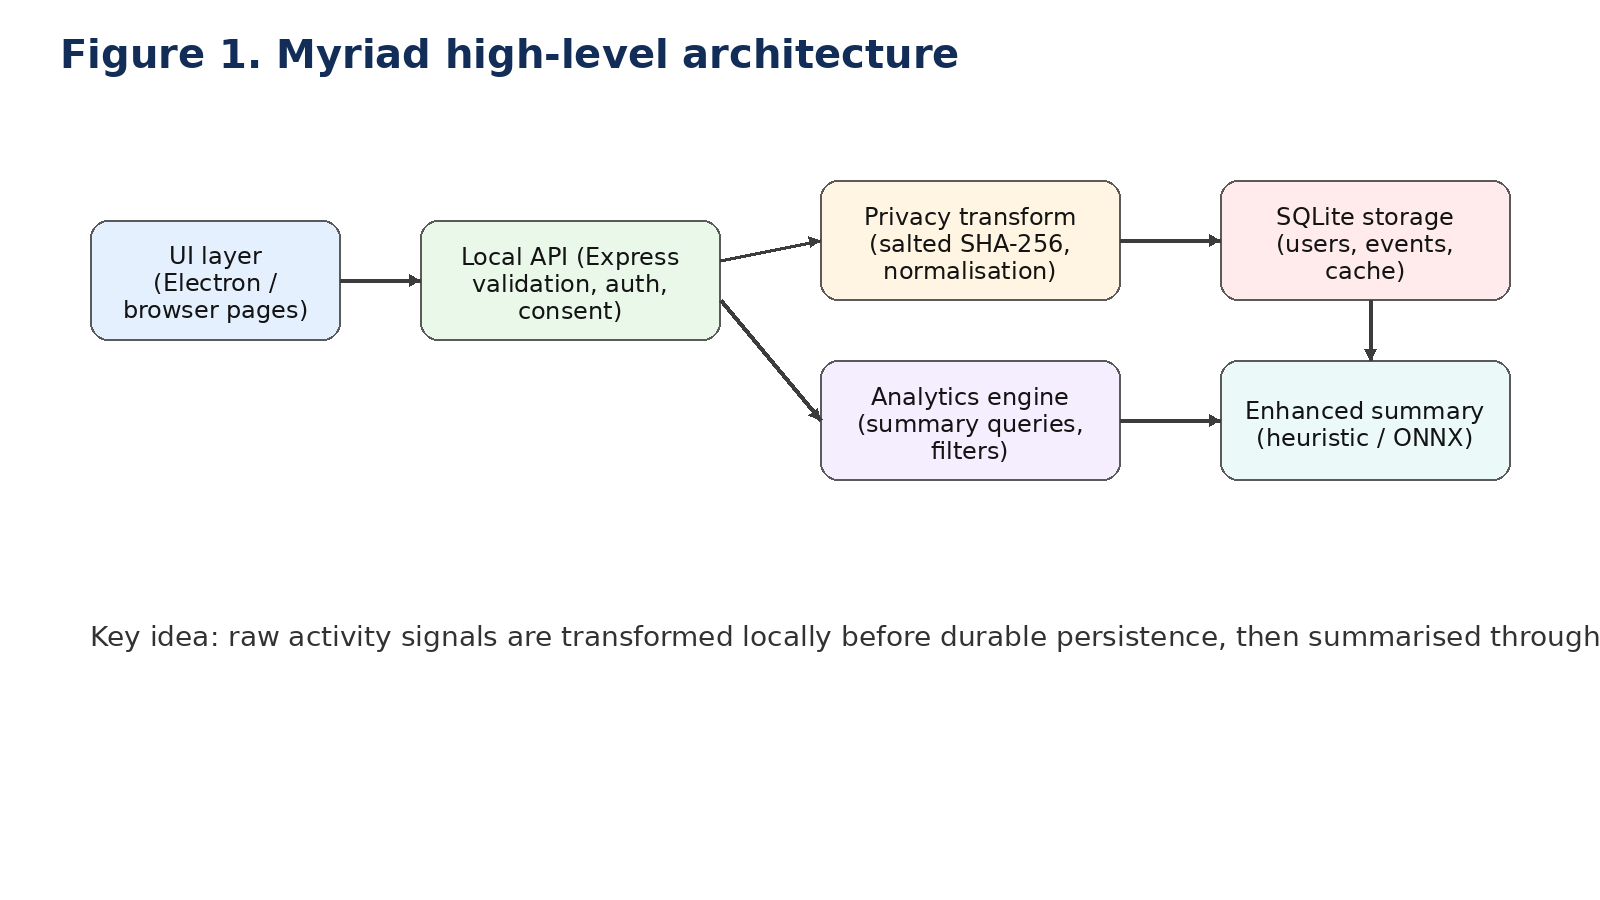 Figure 1. Myriad high-level architecture
UI layer
(Electron /
browser pages)
Local API (Express
validation, auth,
consent)
Privacy transform
(salted SHA-256,
normalisation)
SQLite storage
(users, events,
cache)
Analytics engine
(summary queries,
filters)
Enhanced summary
(heuristic / ONNX)
Key idea: raw activity signals are transformed locally before durable persistence, then summarised through